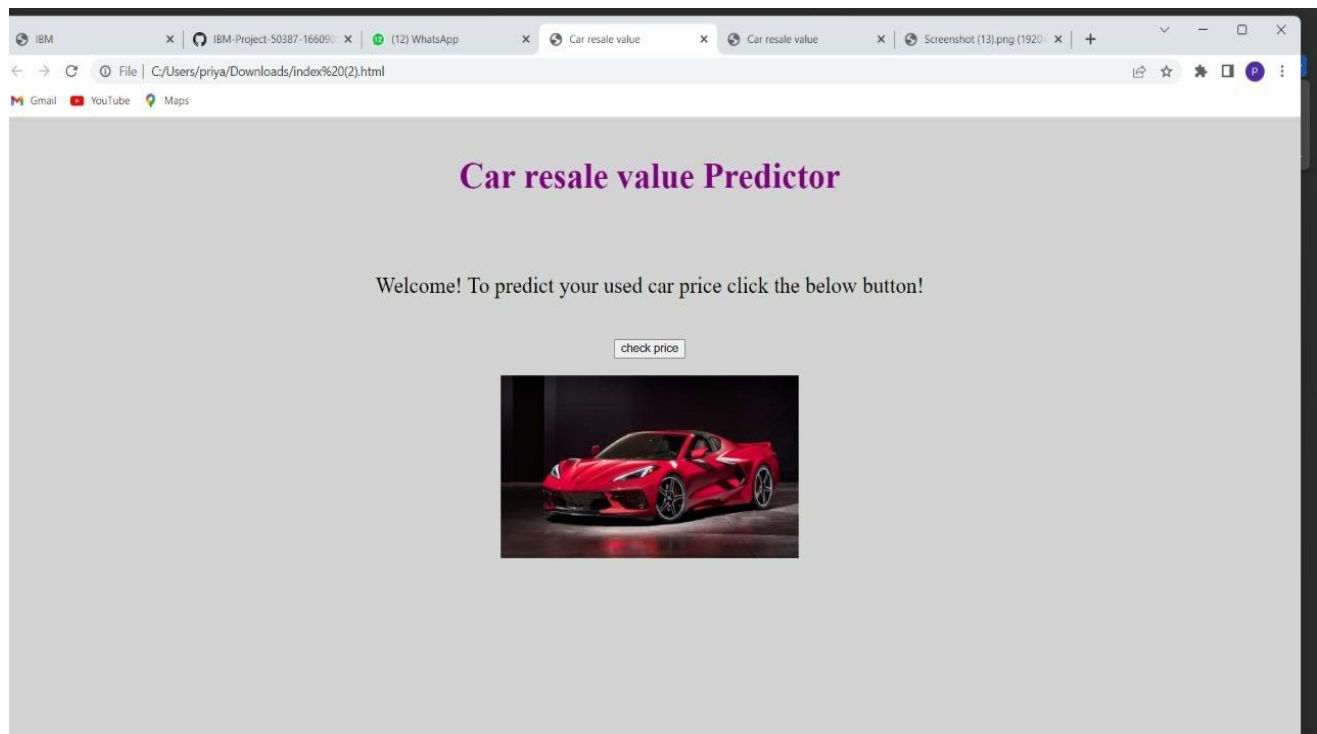 IBM
IBM-Project-50387-16609
(12) WhatsApp
Car resale value
Car resale value
Screenshot (13).png (1920
File | C:/Users/priya/Downloads/index%20(2).html
P
Gmail
YouTube
Maps
Car resale value Predictor
Welcome! To predict your used car price click the below button!
check price